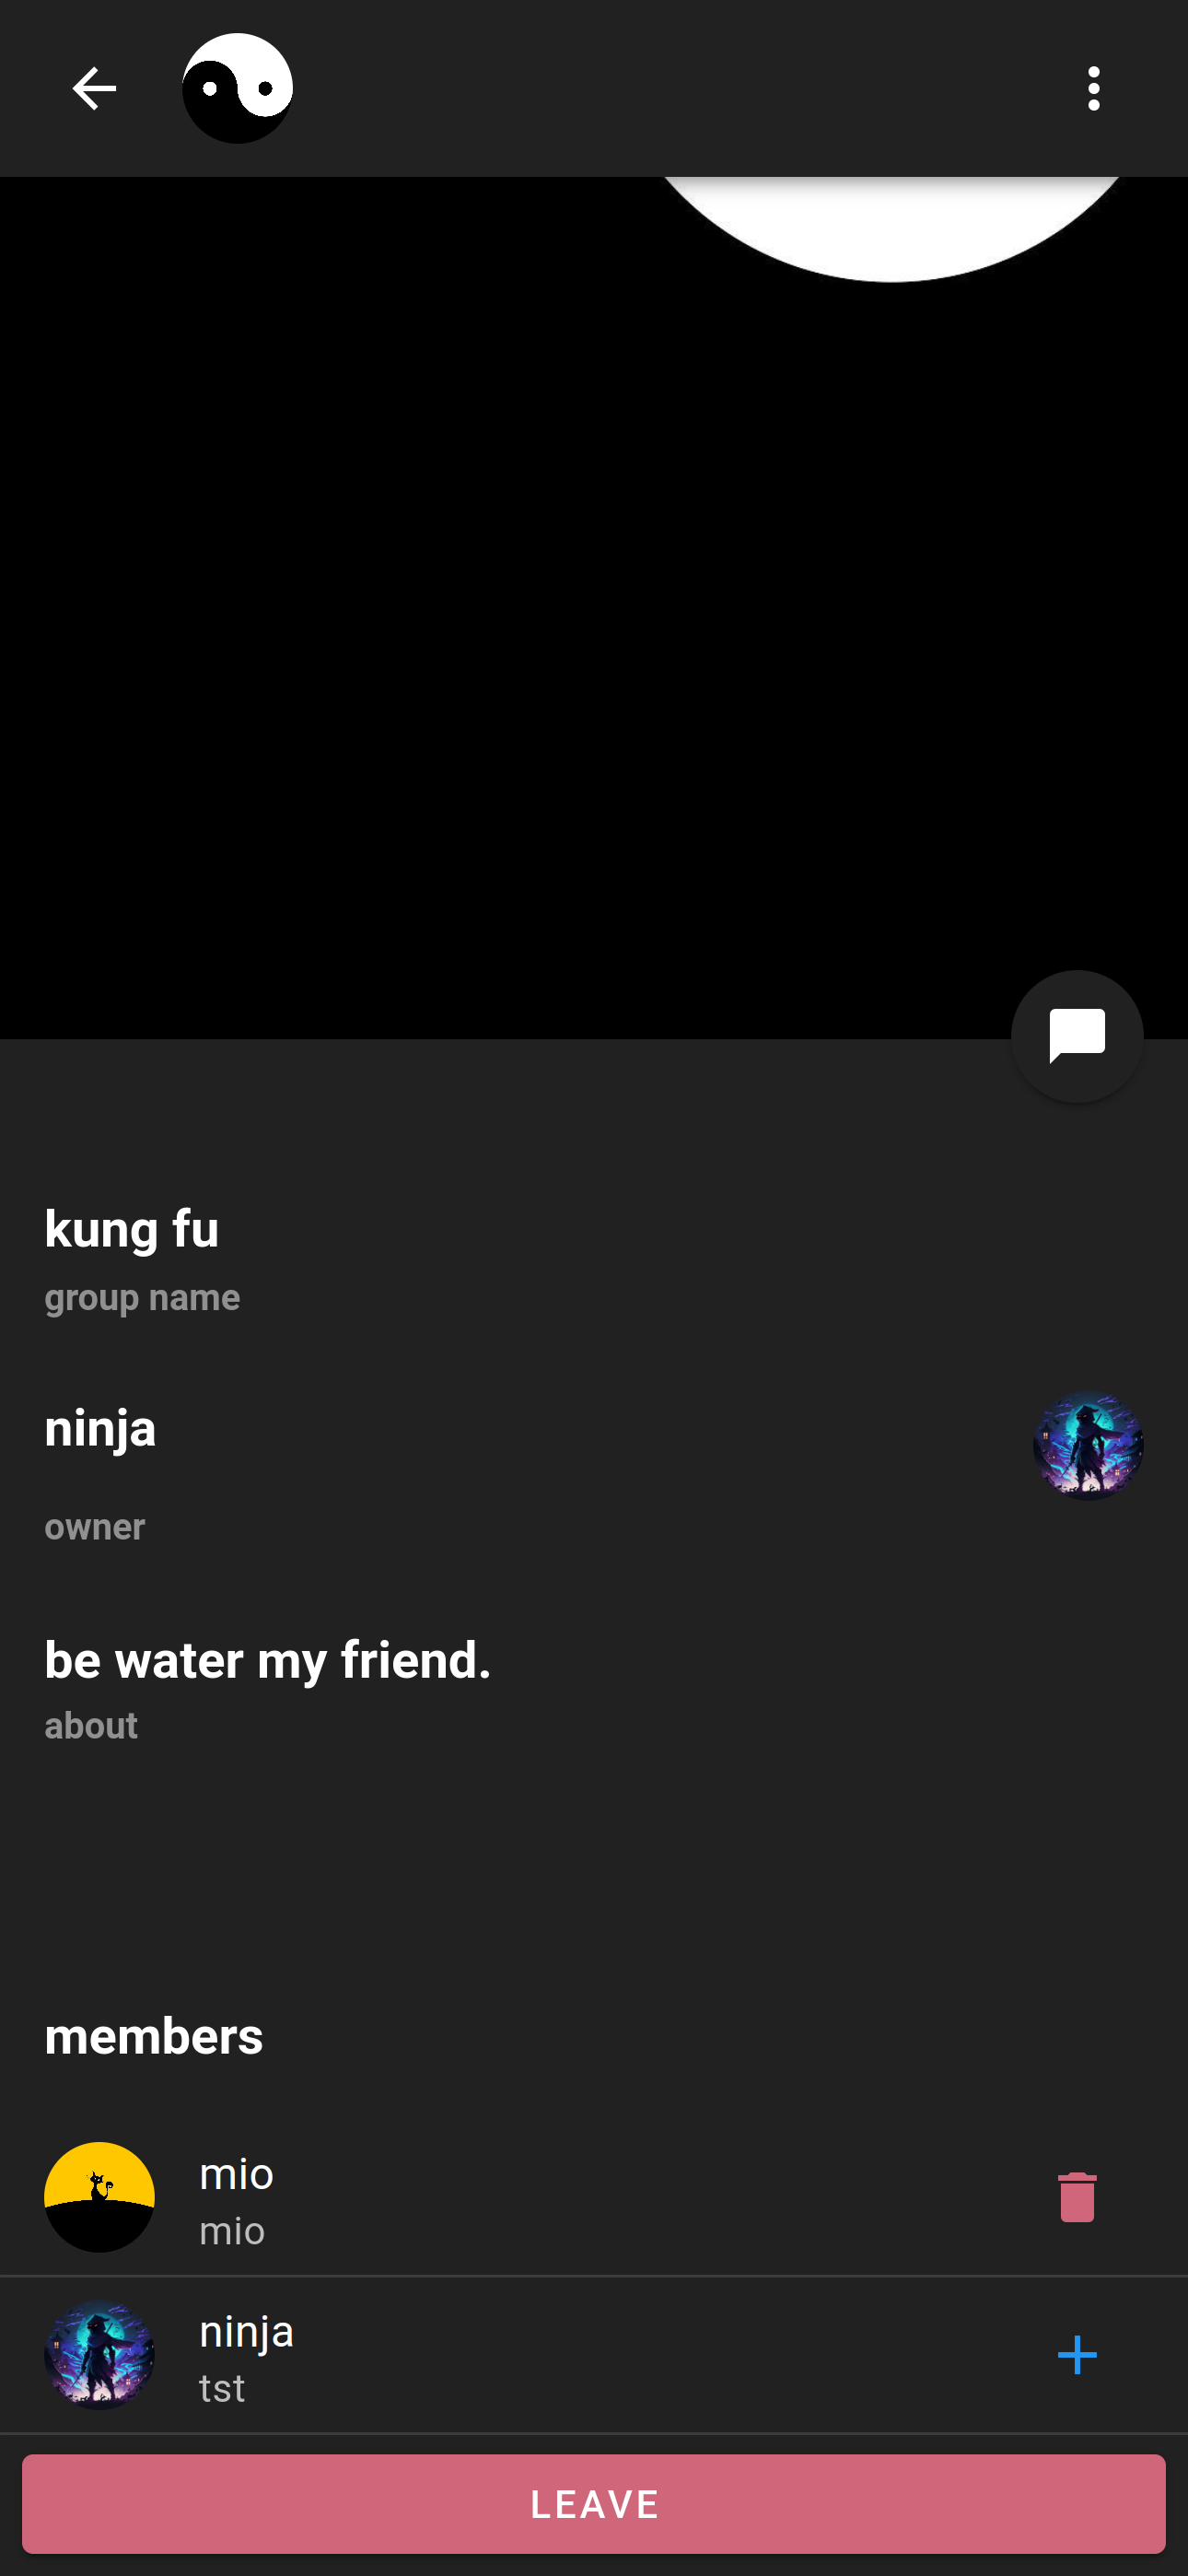 kung fu
group name
ninja
owner
be water my friend.
about
members
mio
mio
ninja
tst
LEAVE